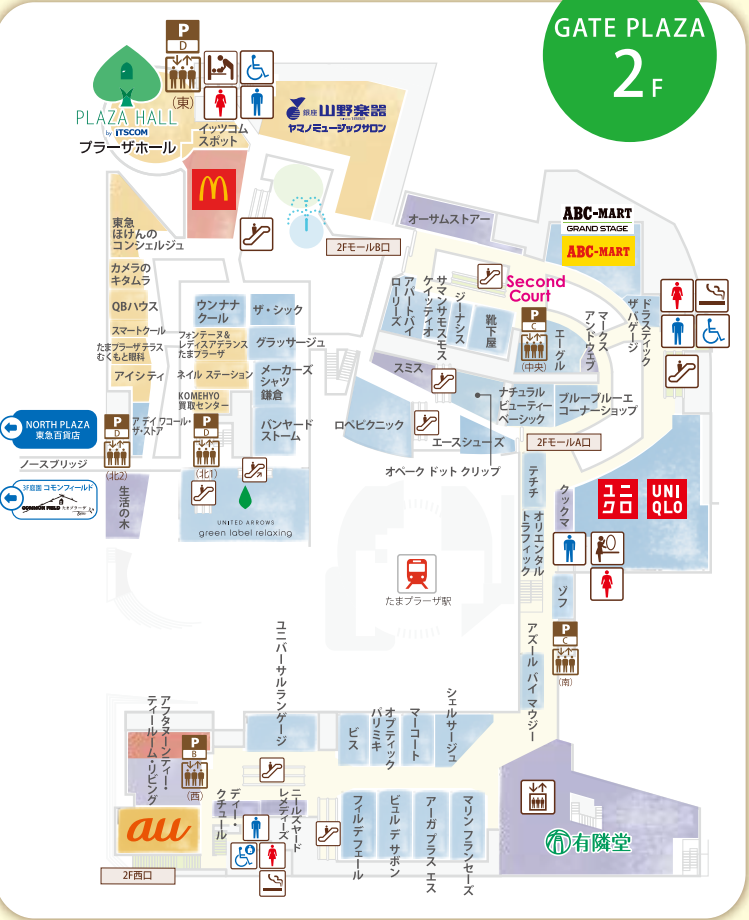 GATE PLAZA
2F
P
D
(東)
PLAZA HALL
by iTSCOM
プラーザホール
イッツコム
スポット
銀座 山野楽器
ヤマノミュージックサロン
東急
ほけんの
コンシェルジュ
カメラの
キタムラ
QBハウス
スマートクール
たまプラーザテラス
むくもと眼科
アイシティ
2FモールB口
オーサムストアー
ABC-MART
GRAND STAGE
ABC-MART
Second
Court
アパートバイ
ローリーズ
サマンサモスモス
ケイッティオ
ジーナシス
靴下屋
P
C
(中央)
エーグル
マークス
アンドウェブ
ドラスティック
ザ バゲージ
ウンナナ
クール
ザ・シック
フォンテーヌ&
レディスアデランス
たまプラーザ
グラッサージュ
ネイル ステーション
メーカーズ
シャツ
鎌倉
KOMEHYO
買取センター
バンヤード
ストーム
スミス
ロペピクニック
ナチュラル
ビューティー
ベーシック
ブルーブルーエ
コーナーショップ
エースシューズ
オペーク ドット クリップ
2FモールA口
NORTH PLAZA
東急百貨店
P
D
(北2)
ア デイ ワコール・
ザ・ストア
P
D
(北1)
ノースブリッジ
3F庭園 コモンフィールド
COMMON FIELD たまプラーザ
生活の木
UNITED ARROWS
green label relaxing
テチチ
クックマ
ユニ
クロ
UNI
QLO
オリエンタル
トラフィック
ゾフ
たまプラーザ駅
P
C
(南)
アズール バイ マウジー
ユニバーサルランゲージ
ビス
オプティック
パリミキ
マーコート
シェルサージュ
アフタヌーンティー・
ティールーム・リビング
P
B
(西)
au
ディー・
クチュール
ニールズヤード
レメディーズ
フィルデフェール
ビュル デ サボン
アーガ プラス エス
マリン フランセーズ
有隣堂
2F西口